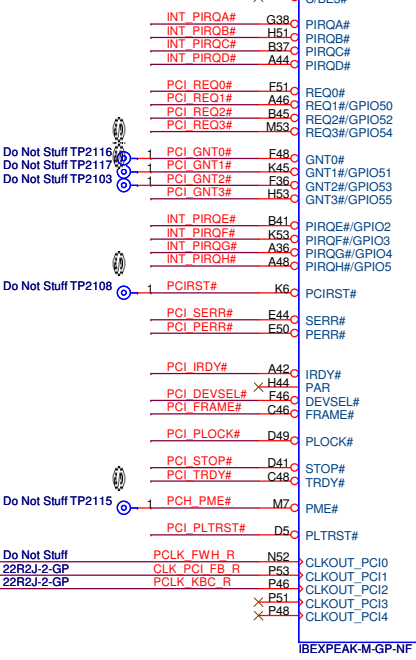 INT_PIRQA# G38 PIRQA#
INT_PIRQB# H51 PIRQB#
INT_PIRQC# B37 PIRQC#
INT_PIRQD# A44 PIRQD#
PCI_REQ0# F51 REQ0#
PCI_REQ1# A46 REQ1#/GPIO50
PCI_REQ2# B45 REQ2#/GPIO52
PCI_REQ3# M53 REQ3#/GPIO54
Do Not Stuff TP2116 1 PCI_GNT0# F48 GNT0#
Do Not Stuff TP2117 1 PCI_GNT1# K45 GNT1#/GPIO51
Do Not Stuff TP2103 1 PCI_GNT2# F36 GNT2#/GPIO53
PCI_GNT3# H53 GNT3#/GPIO55
INT_PIRQE# B41 PIRQE#/GPIO2
INT_PIRQF# K53 PIRQF#/GPIO3
INT_PIRQG# A36 PIRQG#/GPIO4
INT_PIRQH# A48 PIRQH#/GPIO5
Do Not Stuff TP2108 1 PCIRST# K6 PCIRST#
PCI_SERR# E44 SERR#
PCI_PERR# E50 PERR#
PCI_IRDY# A42 IRDY#
H44 PAR
PCI_DEVSEL# F46 DEVSEL#
PCI_FRAME# C46 FRAME#
PCI_PLOCK# D49 PLOCK#
PCI_STOP# D41 STOP#
PCI_TRDY# C48 TRDY#
Do Not Stuff TP2115 1 PCH_PME# M7 PME#
PCI_PLTRST# D5 PLTRST#
Do Not Stuff PCLK_FWH_R N52 CLKOUT_PCI0
22R2J-2-GP CLK_PCI_FB_R P53 CLKOUT_PCI1
22R2J-2-GP PCLK_KBC_R P46 CLKOUT_PCI2
P51 CLKOUT_PCI3
P48 CLKOUT_PCI4
IBEXPEAK-M-GP-NF